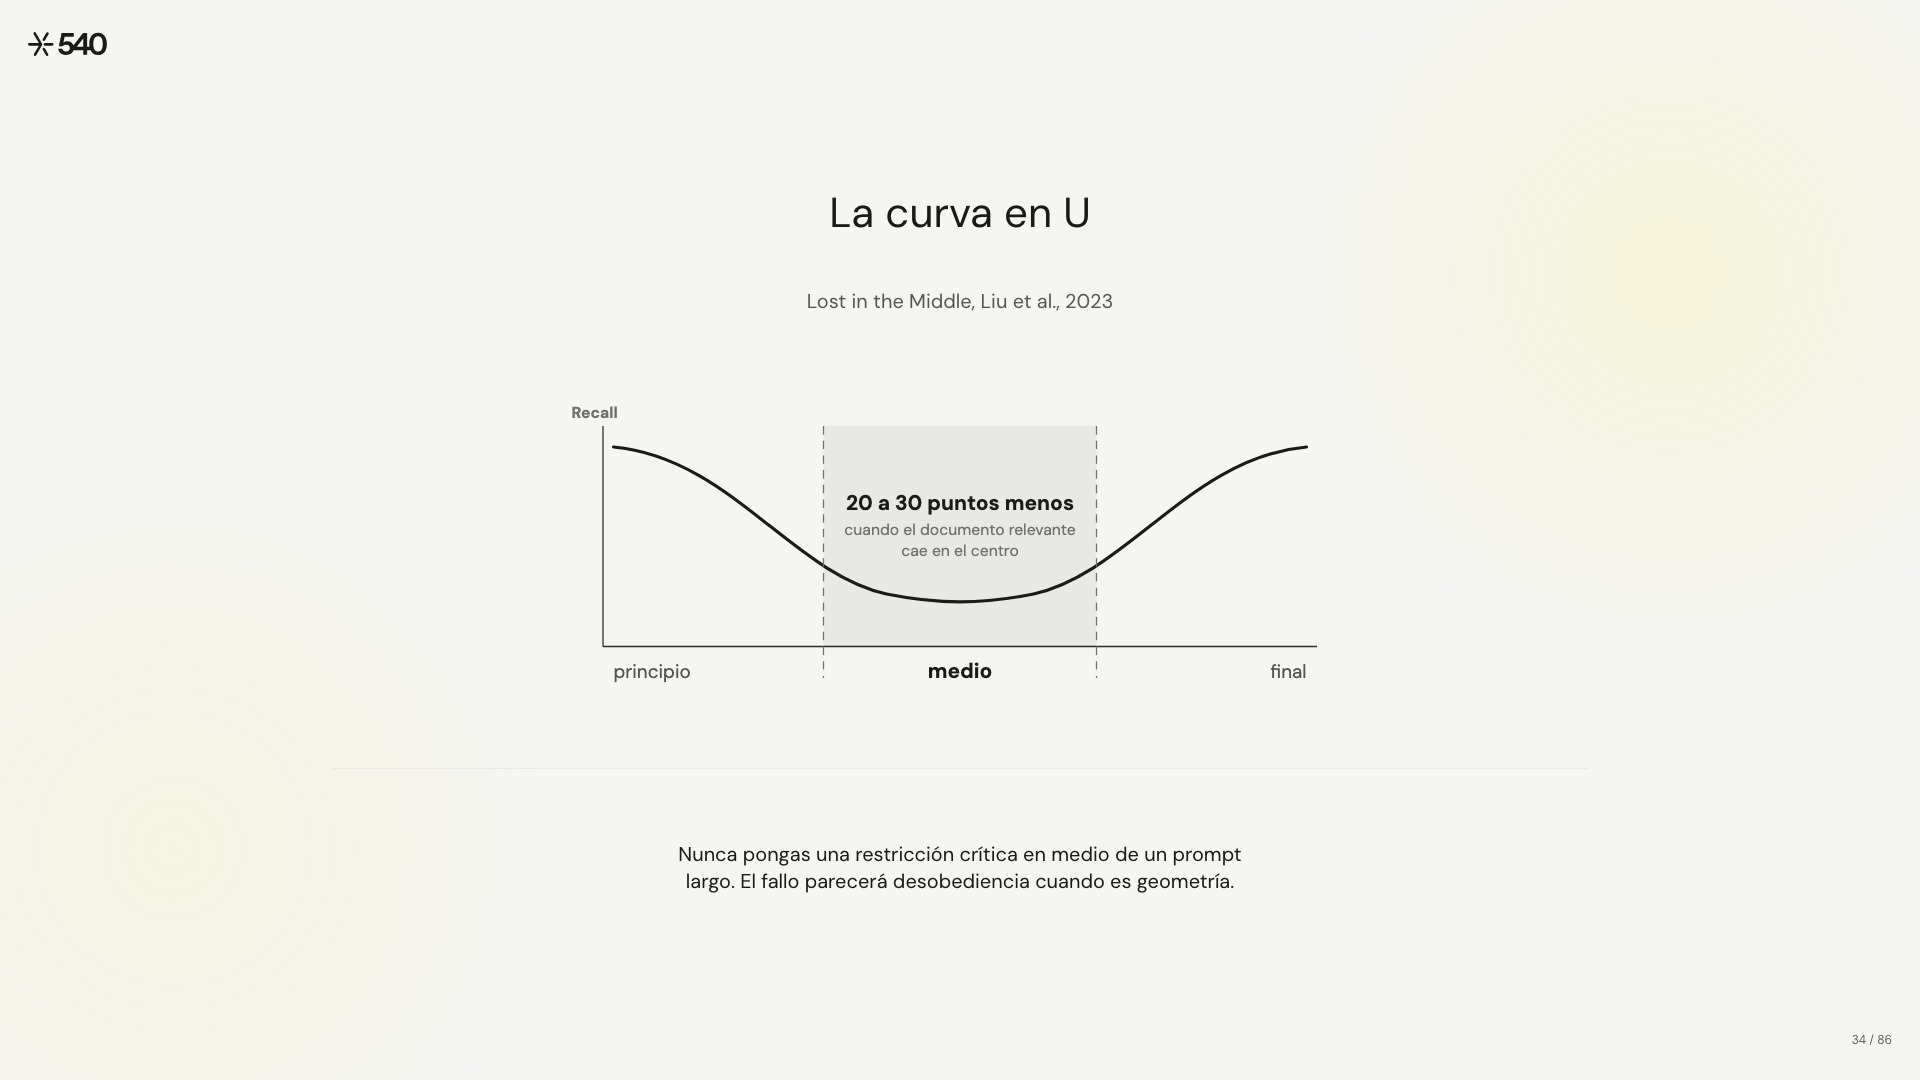 540
La curva en U
Lost in the Middle, Liu et al., 2023
Recall
20 a 30 puntos menos
cuando el documento relevante
cae en el centro
principio
medio
final
Nunca pongas una restricción crítica en medio de un prompt
largo. El fallo parecerá desobediencia cuando es geometría.
34 / 86